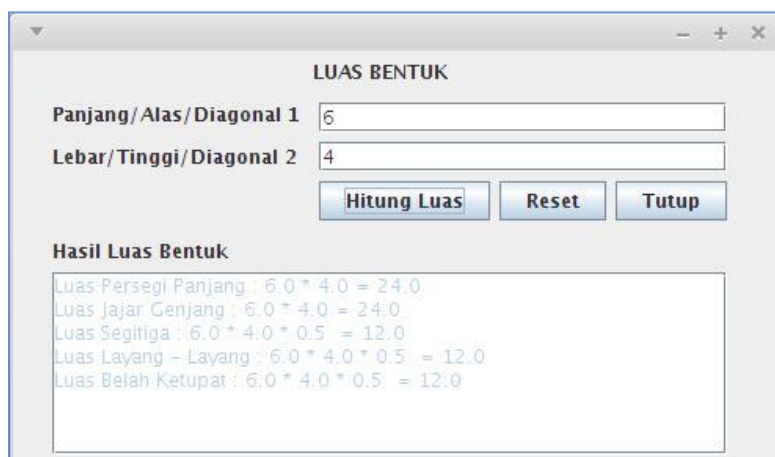 LUAS BENTUK
Panjang/Alas/Diagonal 1 6
Lebar/Tinggi/Diagonal 2 4
Hitung Luas Reset Tutup
Hasil Luas Bentuk
Luas Persegi Panjang : 6.0 * 4.0 = 24.0
Luas Jajar Genjang : 6.0 * 4.0 = 24.0
Luas Segitiga : 6.0 * 4.0 * 0.5 = 12.0
Luas Layang - Layang : 6.0 * 4.0 * 0.5 = 12.0
Luas Belah Ketupat : 6.0 * 4.0 * 0.5 = 12.0